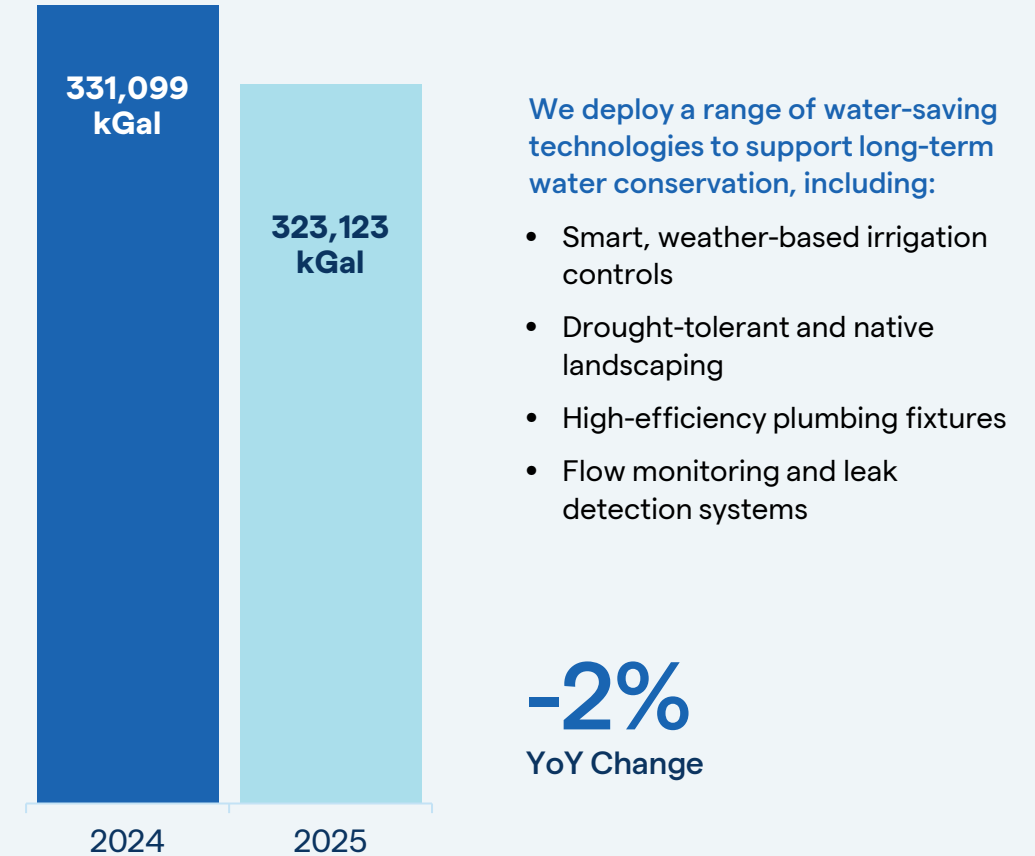 331,099
kGal
323,123
kGal
2024
2025
We deploy a range of water-saving
technologies to support long-term
water conservation, including:
• Smart, weather-based irrigation
controls
• Drought-tolerant and native
landscaping
• High-efficiency plumbing fixtures
• Flow monitoring and leak
detection systems
-2%
YoY Change